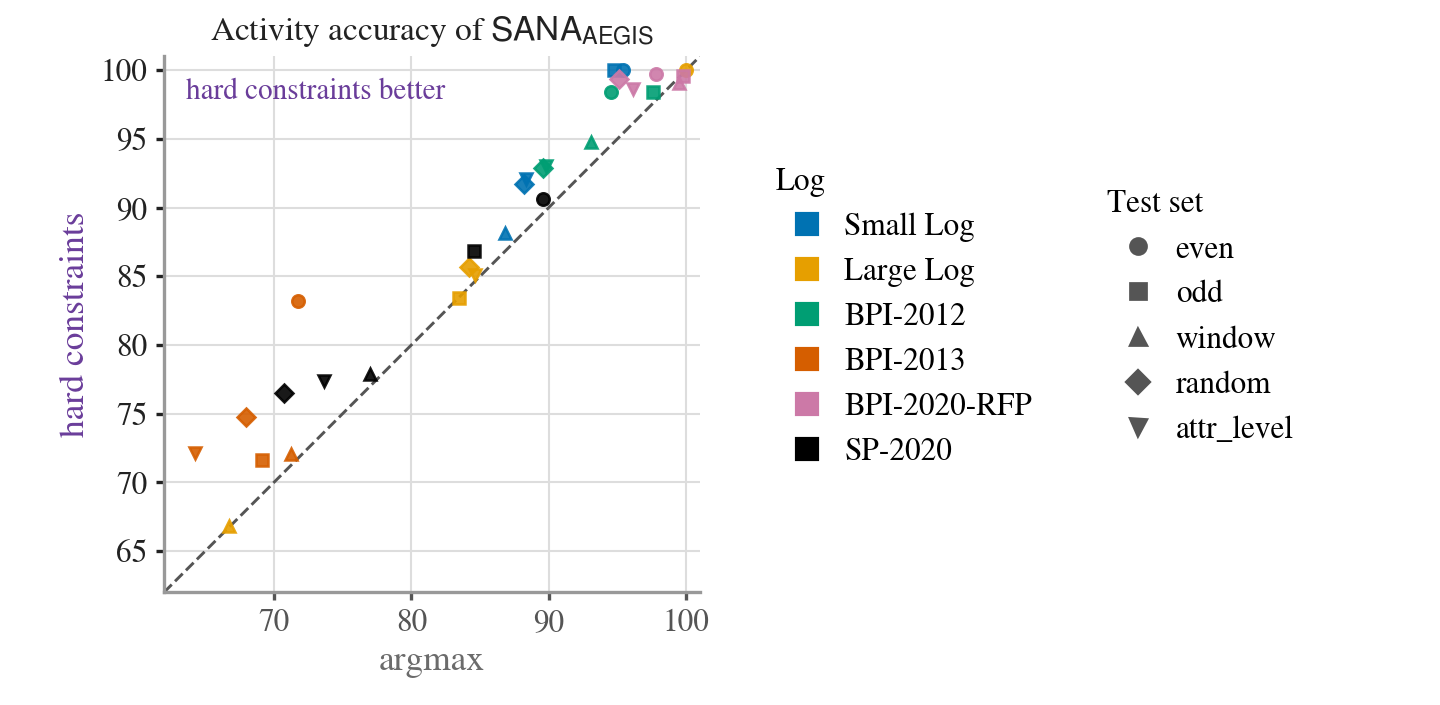 Activity accuracy of SANA_AEGIS
hard constraints better
100
95
90
85
80
75
70
65
hard constraints
70 80 90 100
argmax
Log
Small Log
Large Log
BPI-2012
BPI-2013
BPI-2020-RFP
SP-2020
Test set
even
odd
window
random
attr_level